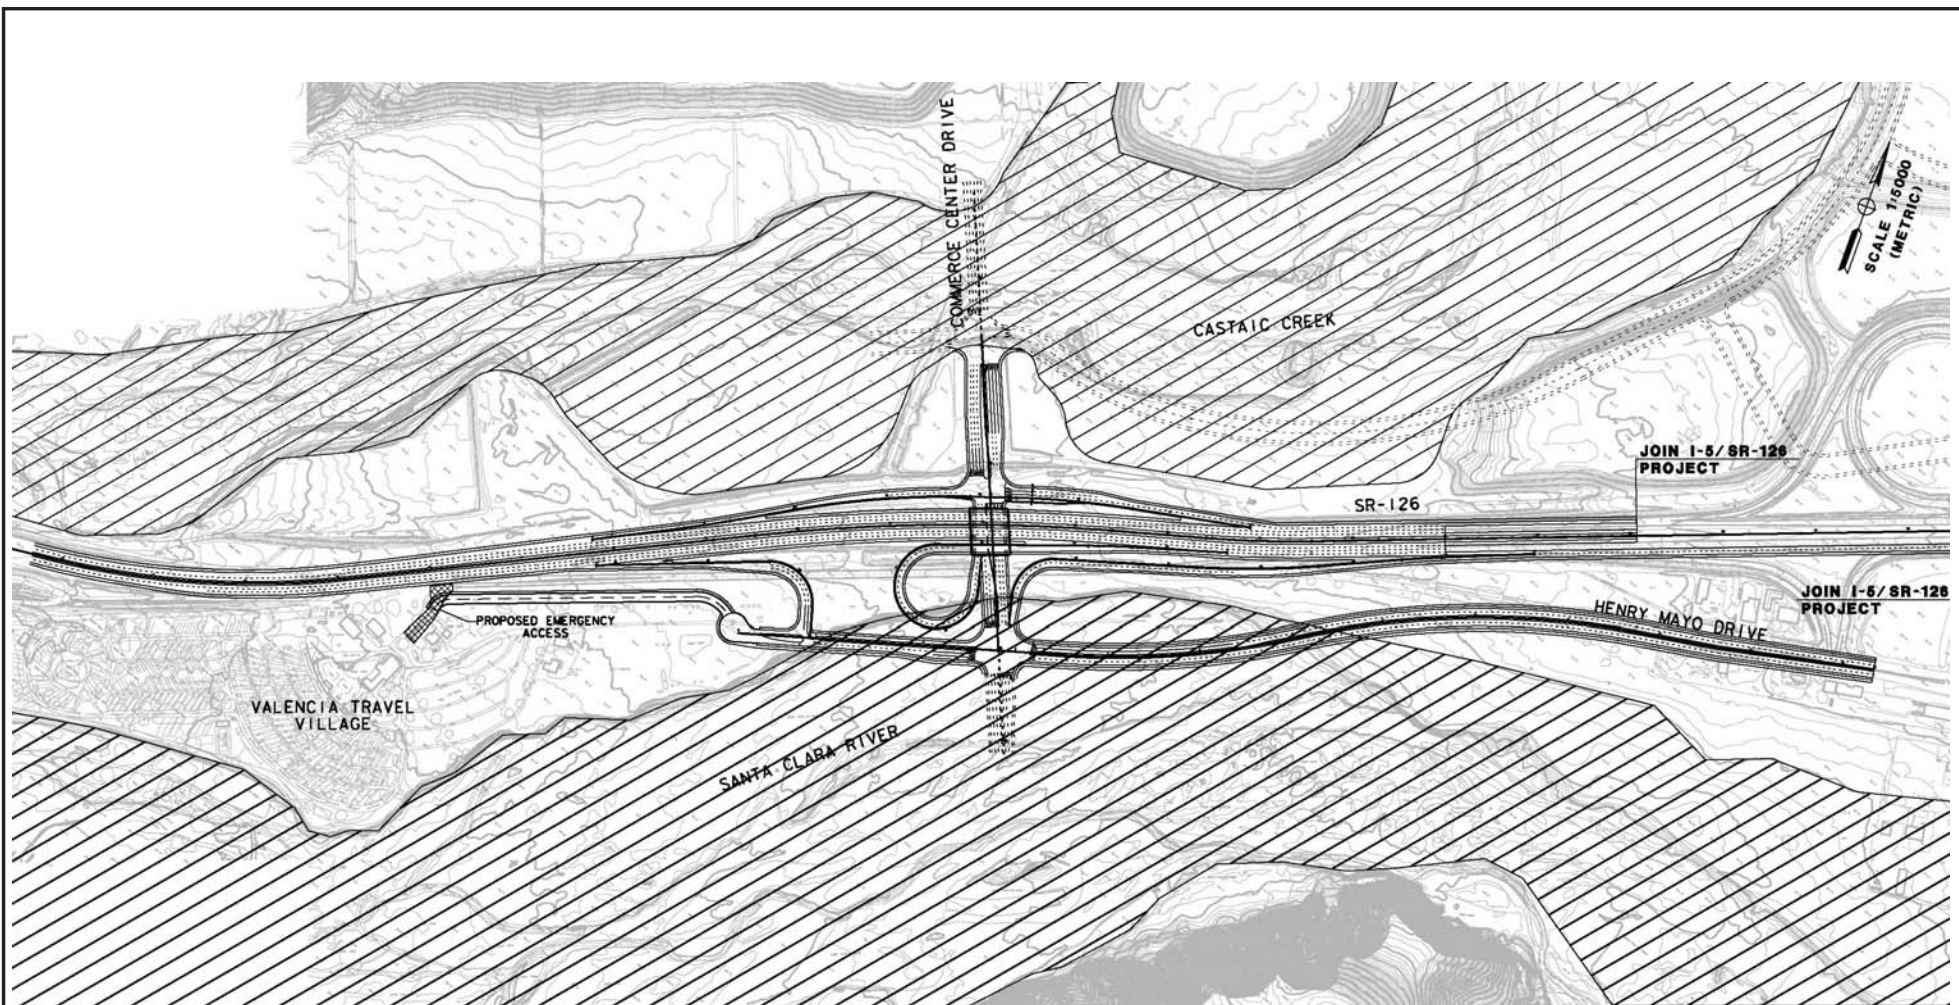 COMMERCE CENTER DRIVE
SCALE 1:5000
(METRIC)
CASTAIC CREEK
JOIN I-5/SR-126
PROJECT
SR-126
JOIN I-5/SR-126
PROJECT
HENRY MAYO DRIVE
PROPOSED EMERGENCY
ACCESS
VALENCIA TRAVEL
VILLAGE
SANTA CLARA RIVER